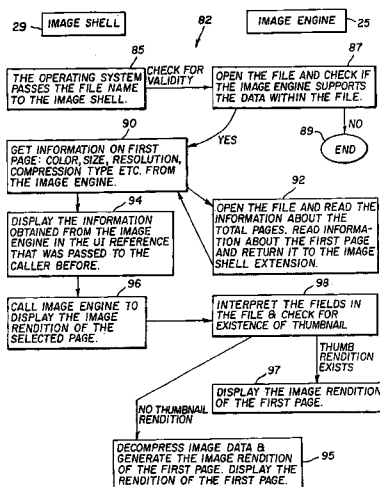 29
IMAGE SHELL
IMAGE ENGINE
25
82
85
THE OPERATING SYSTEM
PASSES THE FILE NAME
TO THE IMAGE SHELL.
CHECK FOR
VALIDITY
87
OPEN THE FILE AND CHECK IF
THE IMAGE ENGINE SUPPORTS
THE DATA WITHIN THE FILE.
YES
NO
89
END
90
GET INFORMATION ON FIRST
PAGE: COLOR, SIZE, RESOLUTION,
COMPRESSION TYPE ETC. FROM
THE IMAGE ENGINE.
92
OPEN THE FILE AND READ THE
INFORMATION ABOUT THE
TOTAL PAGES. READ INFORMA-
TION ABOUT THE FIRST PAGE
AND RETURN IT TO THE IMAGE
SHELL EXTENSION.
94
DISPLAY THE INFORMATION
OBTAINED FROM THE IMAGE
ENGINE IN THE UI REFERENCE
THAT WAS PASSED TO THE
CALLER BEFORE.
96
CALL IMAGE ENGINE TO
DISPLAY THE IMAGE
RENDITION OF THE
SELECTED PAGE.
98
INTERPRET THE FIELDS IN
THE FILE & CHECK FOR
EXISTENCE OF THUMBNAIL
THUMB
RENDITION
EXISTS
97
DISPLAY THE IMAGE RENDITION
OF THE FIRST PAGE.
NO THUMBNAIL
RENDITION
DECOMPRESS IMAGE DATA &
GENERATE THE IMAGE RENDITION
OF THE FIRST PAGE. DISPLAY THE
RENDITION OF THE FIRST PAGE.
95